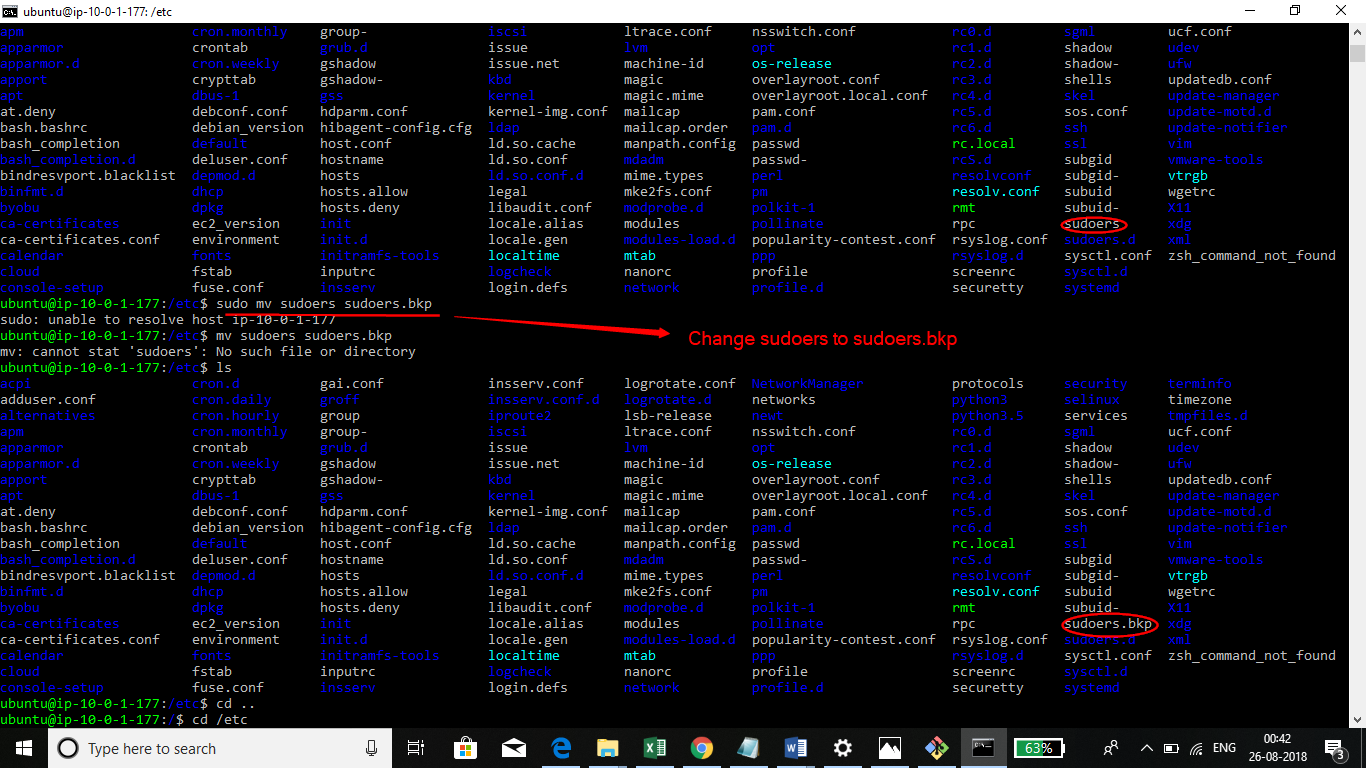 ubuntu@ip-10-0-1-177: /etc
apm cron.monthly group- iscsi ltrace.conf nsswitch.conf rc0.d sgml ucf.conf
apparmor crontab grub.d issue lvm opt rc1.d shadow udev
apparmor.d cron.weekly gshadow issue.net machine-id os-release rc2.d shadow- ufw
apport crypttab gshadow- kbd magic overlayroot.conf rc3.d shells updatedb.conf
apt dbus-1 gss kernel magic.mime overlayroot.local.conf rc4.d skel update-manager
at.deny debconf.conf hdparm.conf kernel-img.conf mailcap pam.conf rc5.d sos.conf update-motd.d
bash.bashrc debian_version hibagent-config.cfg ldap mailcap.order pam.d rc6.d ssh update-notifier
bash_completion default host.conf ld.so.cache manpath.config passwd rc.local ssl vim
bash_completion.d deluser.conf hostname ld.so.conf mdadm passwd- rcS.d subgid vmware-tools
bindresvport.blacklist depmod.d hosts ld.so.conf.d mime.types perl resolvconf subgid- vtrgb
binfmt.d dhcp hosts.allow legal mke2fs.conf pm resolv.conf subuid wgetrc
byobu dpkg hosts.deny libaudit.conf modprobe.d polkit-1 rmt subuid- X11
ca-certificates ec2_version init locale.alias modules pollinate rpc sudoers xdg
ca-certificates.conf environment init.d locale.gen modules-load.d popularity-contest.conf rsyslog.conf sudoers.d xml
calendar fonts initramfs-tools localtime mtab ppp rsyslog.d sysctl.conf zsh_command_not_found
cloud fstab inputrc logcheck nanorc profile screenrc sysctl.d
console-setup fuse.conf insserv login.defs network profile.d securetty systemd
ubuntu@ip-10-0-1-177:/etc$ sudo mv sudoers sudoers.bkp
sudo: unable to resolve host ip-10-0-1-177
ubuntu@ip-10-0-1-177:/etc$ mv sudoers sudoers.bkp
Change sudoers to sudoers.bkp
mv: cannot stat 'sudoers': No such file or directory
ubuntu@ip-10-0-1-177:/etc$ ls
acpi cron.d gai.conf insserv.conf logrotate.conf NetworkManager protocols security terminfo
adduser.conf cron.daily groff insserv.conf.d logrotate.d networks python3 selinux timezone
alternatives cron.hourly group iproute2 lsb-release newt python3.5 services tmpfiles.d
apm cron.monthly group- iscsi ltrace.conf nsswitch.conf rc0.d sgml ucf.conf
apparmor crontab grub.d issue lvm opt rc1.d shadow udev
apparmor.d cron.weekly gshadow issue.net machine-id os-release rc2.d shadow- ufw
apport crypttab gshadow- kbd magic overlayroot.conf rc3.d shells updatedb.conf
apt dbus-1 gss kernel magic.mime overlayroot.local.conf rc4.d skel update-manager
at.deny debconf.conf hdparm.conf kernel-img.conf mailcap pam.conf rc5.d sos.conf update-motd.d
bash.bashrc debian_version hibagent-config.cfg ldap mailcap.order pam.d rc6.d ssh update-notifier
bash_completion default host.conf ld.so.cache manpath.config passwd rc.local ssl vim
bash_completion.d deluser.conf hostname ld.so.conf mdadm passwd- rcS.d subgid vmware-tools
bindresvport.blacklist depmod.d hosts ld.so.conf.d mime.types perl resolvconf subgid- vtrgb
binfmt.d dhcp hosts.allow legal mke2fs.conf pm resolv.conf subuid wgetrc
byobu dpkg hosts.deny libaudit.conf modprobe.d polkit-1 rmt subuid- X11
ca-certificates ec2_version init locale.alias modules pollinate rpc sudoers.bkp xdg
ca-certificates.conf environment init.d locale.gen modules-load.d popularity-contest.conf rsyslog.conf sudoers.d xml
calendar fonts initramfs-tools localtime mtab ppp rsyslog.d sysctl.conf zsh_command_not_found
cloud fstab inputrc logcheck nanorc profile screenrc sysctl.d
console-setup fuse.conf insserv login.defs network profile.d securetty systemd
ubuntu@ip-10-0-1-177:/etc$ cd ..
ubuntu@ip-10-0-1-177:/$ cd /etc
Type here to search
63%
ENG
00:42
26-08-2018
3